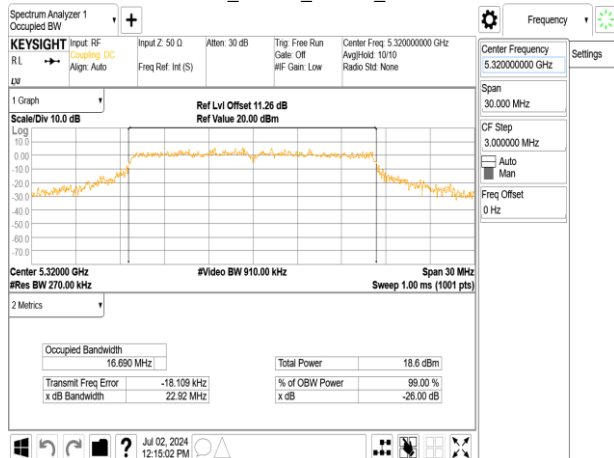 Spectrum Analyzer 1
Occupied BW
+
Frequency
KEYSIGHT
RL
Input: RF
Coupling: DC
Align: Auto
Input Z: 50 Ω
Freq Ref: Int (S)
Atten: 30 dB
Trig: Free Run
Gate: Off
#IF Gain: Low
Center Freq: 5.320000000 GHz
Avg|Hold: 10/10
Radio Std: None
Center Frequency
5.320000000 GHz
Settings
Span
30.000 MHz
CF Step
3.000000 MHz
Auto
Man
Freq Offset
0 Hz
1 Graph
Scale/Div 10.0 dB
Ref Lvl Offset 11.26 dB
Ref Value 20.00 dBm
Log
10.0
0.00
-10.0
-20.0
-30.0
-40.0
-50.0
-60.0
-70.0
Center 5.32000 GHz
#Video BW 910.00 kHz
Span 30 MHz
#Res BW 270.00 kHz
Sweep 1.00 ms (1001 pts)
2 Metrics
Occupied Bandwidth
16.690 MHz
Total Power 18.6 dBm
Transmit Freq Error -18.109 kHz
% of OBW Power 99.00 %
x dB Bandwidth 22.92 MHz
x dB -26.00 dB
?
Jul 02, 2024
12:15:02 PM